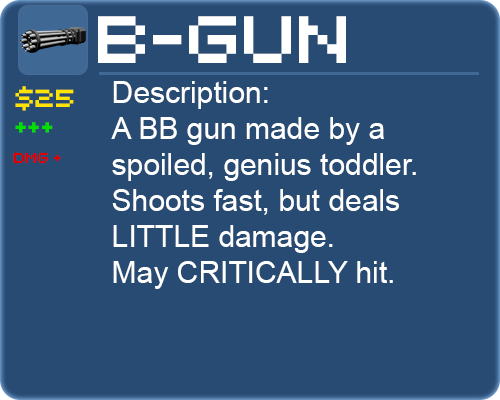 B-GUN
$25
+++
DMG -
Description:
A BB gun made by a
spoiled, genius toddler.
Shoots fast, but deals
LITTLE damage.
May CRITICALLY hit.